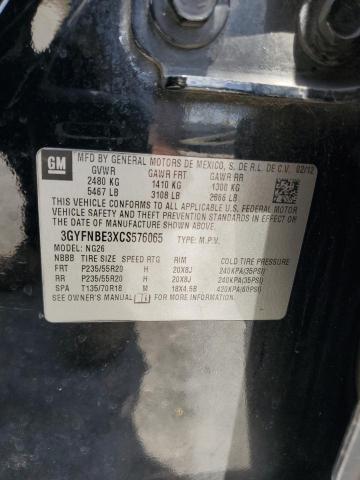 GM MFD BY GENERAL MOTORS DE MEXICO, S. DE R.L. DE C.V. 02/12
GVWR GAWR FRT GAWR RR
2480 KG 1410 KG 1300 KG
5467 LB 3108 LB 2866 LB
THIS VEHICLE CONFORMS TO ALL APPLICABLE U.S. FEDERAL
MOTOR VEHICLE SAFETY, BUMPER, AND THEFT PREVENTION
STANDARDS IN EFFECT ON THE DATE OF MANUFACTURE SHOWN ABOVE.
3GYFNBE3XCS576065 TYPE: M.P.V.
MODEL: NG26
NBBB TIRE SIZE SPEED RTG RIM COLD TIRE PRESSURE
FRT P235/55R20 H 20X8J 240KPA(35PSI)
RR P235/55R20 H 20X8J 240KPA(35PSI)
SPA T135/70R18 M 18X4.5B 420KPA(60PSI)
SEE OWNER'S MANUAL FOR MORE INFORMATION.